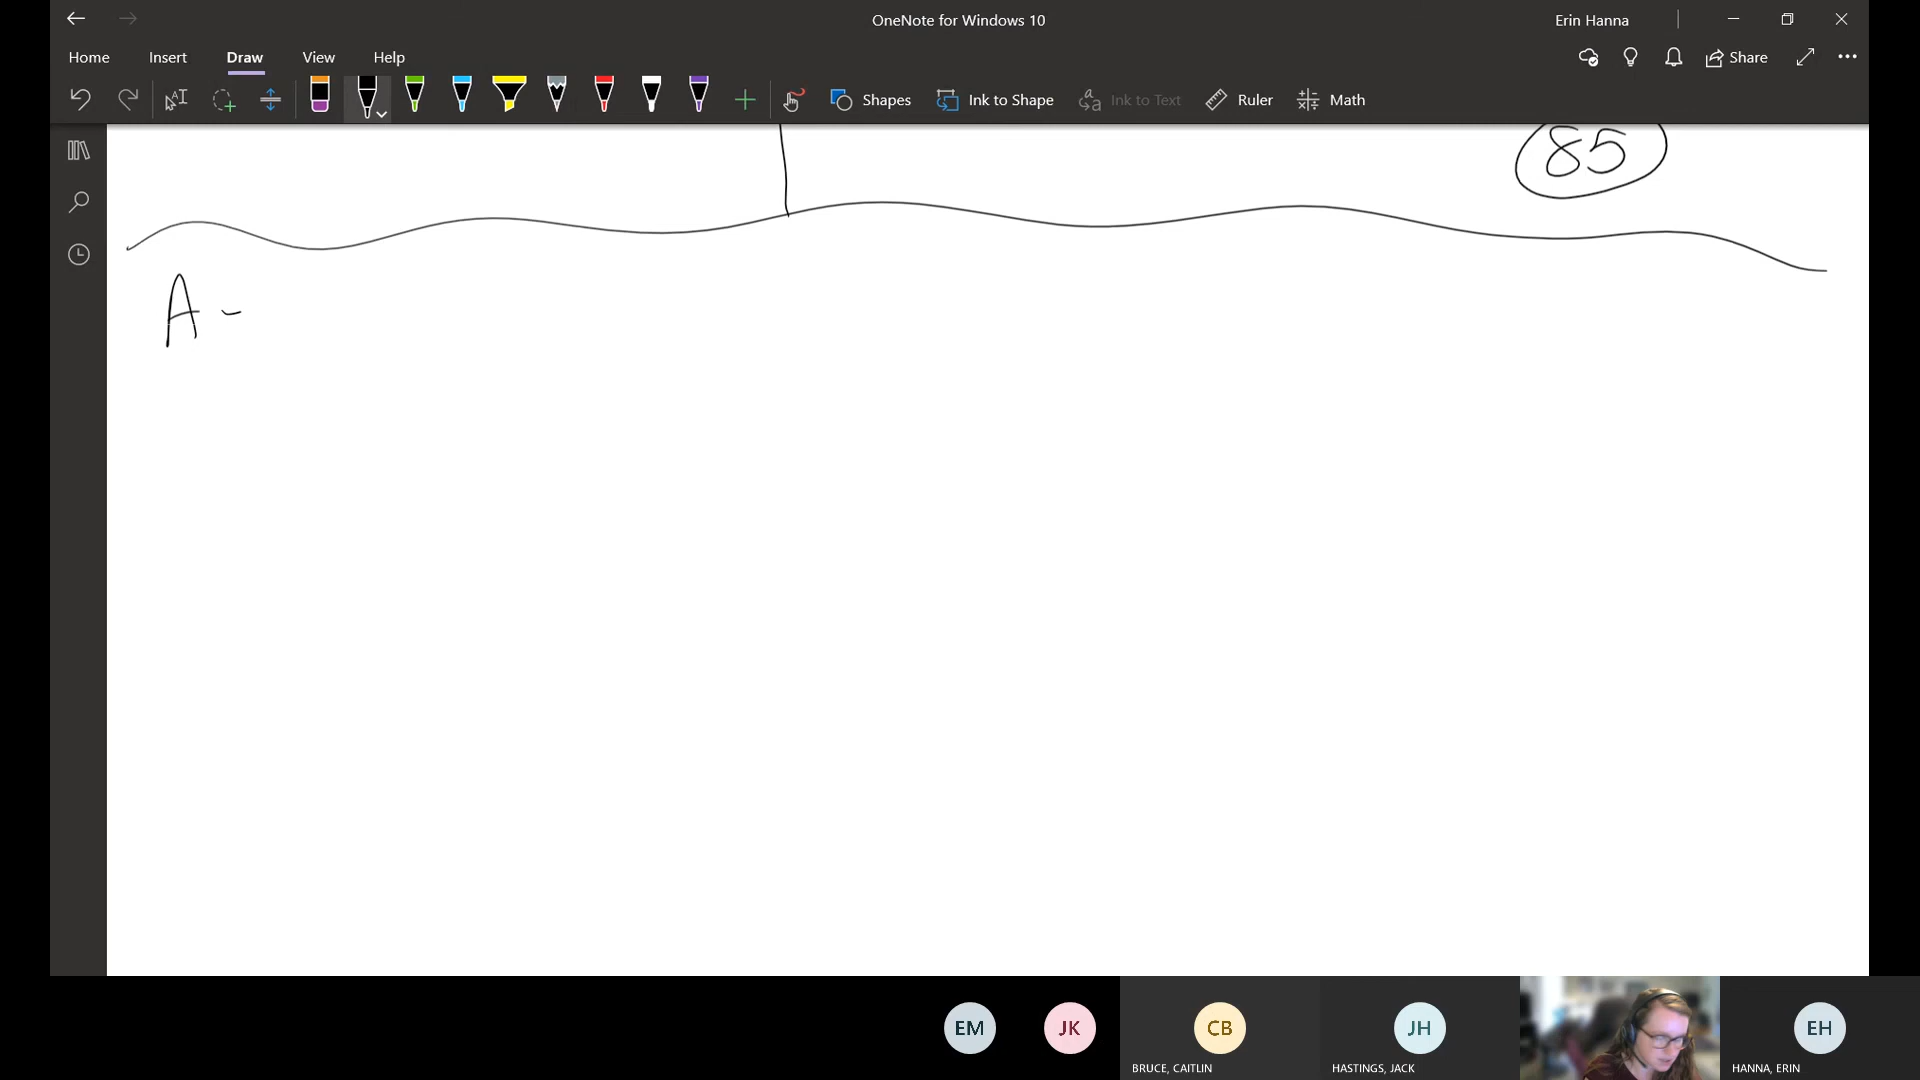 OneNote for Windows 10
Erin Hanna
Home Insert Draw View Help
Share
Shapes Ink to Shape Ink to Text Ruler Math
85
A -
EM JK CB JH EH
BRUCE, CAITLIN HASTINGS, JACK HANNA, ERIN